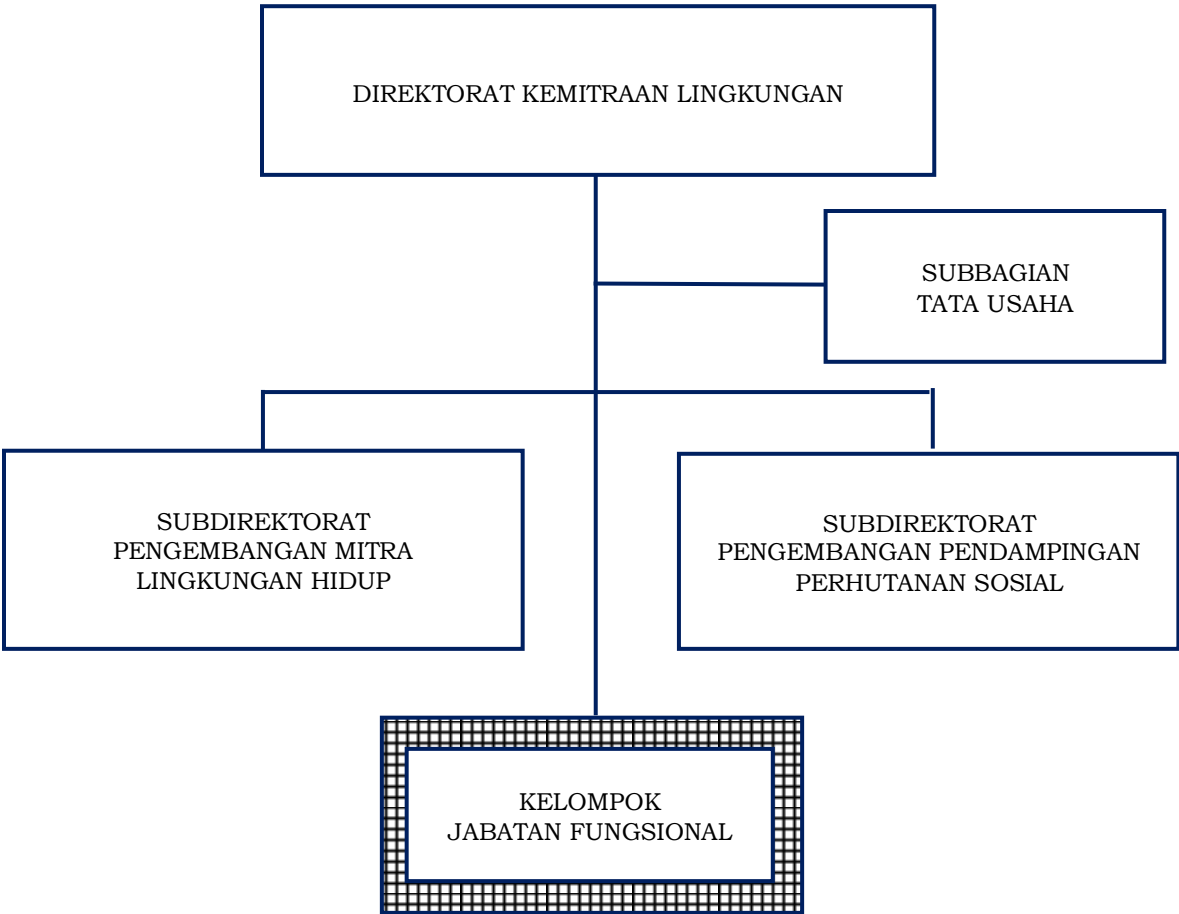 DIREKTORAT KEMITRAAN LINGKUNGAN
SUBBAGIAN
TATA USAHA
SUBDIREKTORAT
PENGEMBANGAN MITRA
LINGKUNGAN HIDUP
SUBDIREKTORAT
PENGEMBANGAN PENDAMPINGAN
PERHUTANAN SOSIAL
KELOMPOK
JABATAN FUNGSIONAL